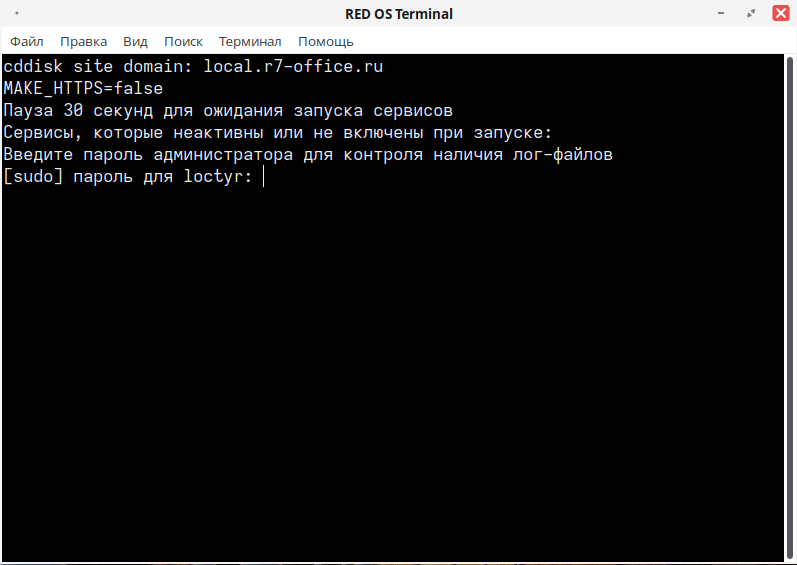 RED OS Terminal
Файл Правка Вид Поиск Терминал Помощь
cddisk site domain: local.r7-office.ru
MAKE_HTTPS=false
Пауза 30 секунд для ожидания запуска сервисов
Сервисы, которые неактивны или не включены при запуске:
Введите пароль администратора для контроля наличия лог-файлов
[sudo] пароль для loctyr: